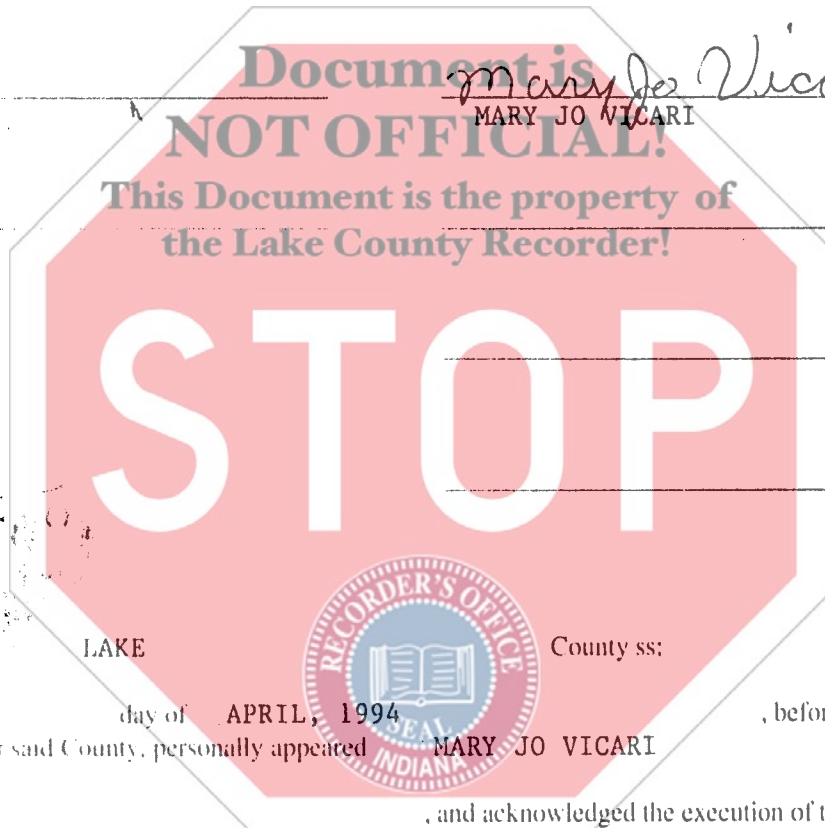 Document is
Mary Jo
NOT OFFICIAL!
MARY JO VICARI
This Document is the property of
the Lake County Recorder!
STOP
RECORDER'S OFFICE
SEAL
INDIANA
LAKE County ss:
day of APRIL, 1994 , befor
said County, personally appeared MARY JO VICARI
, and acknowledged the execution of t